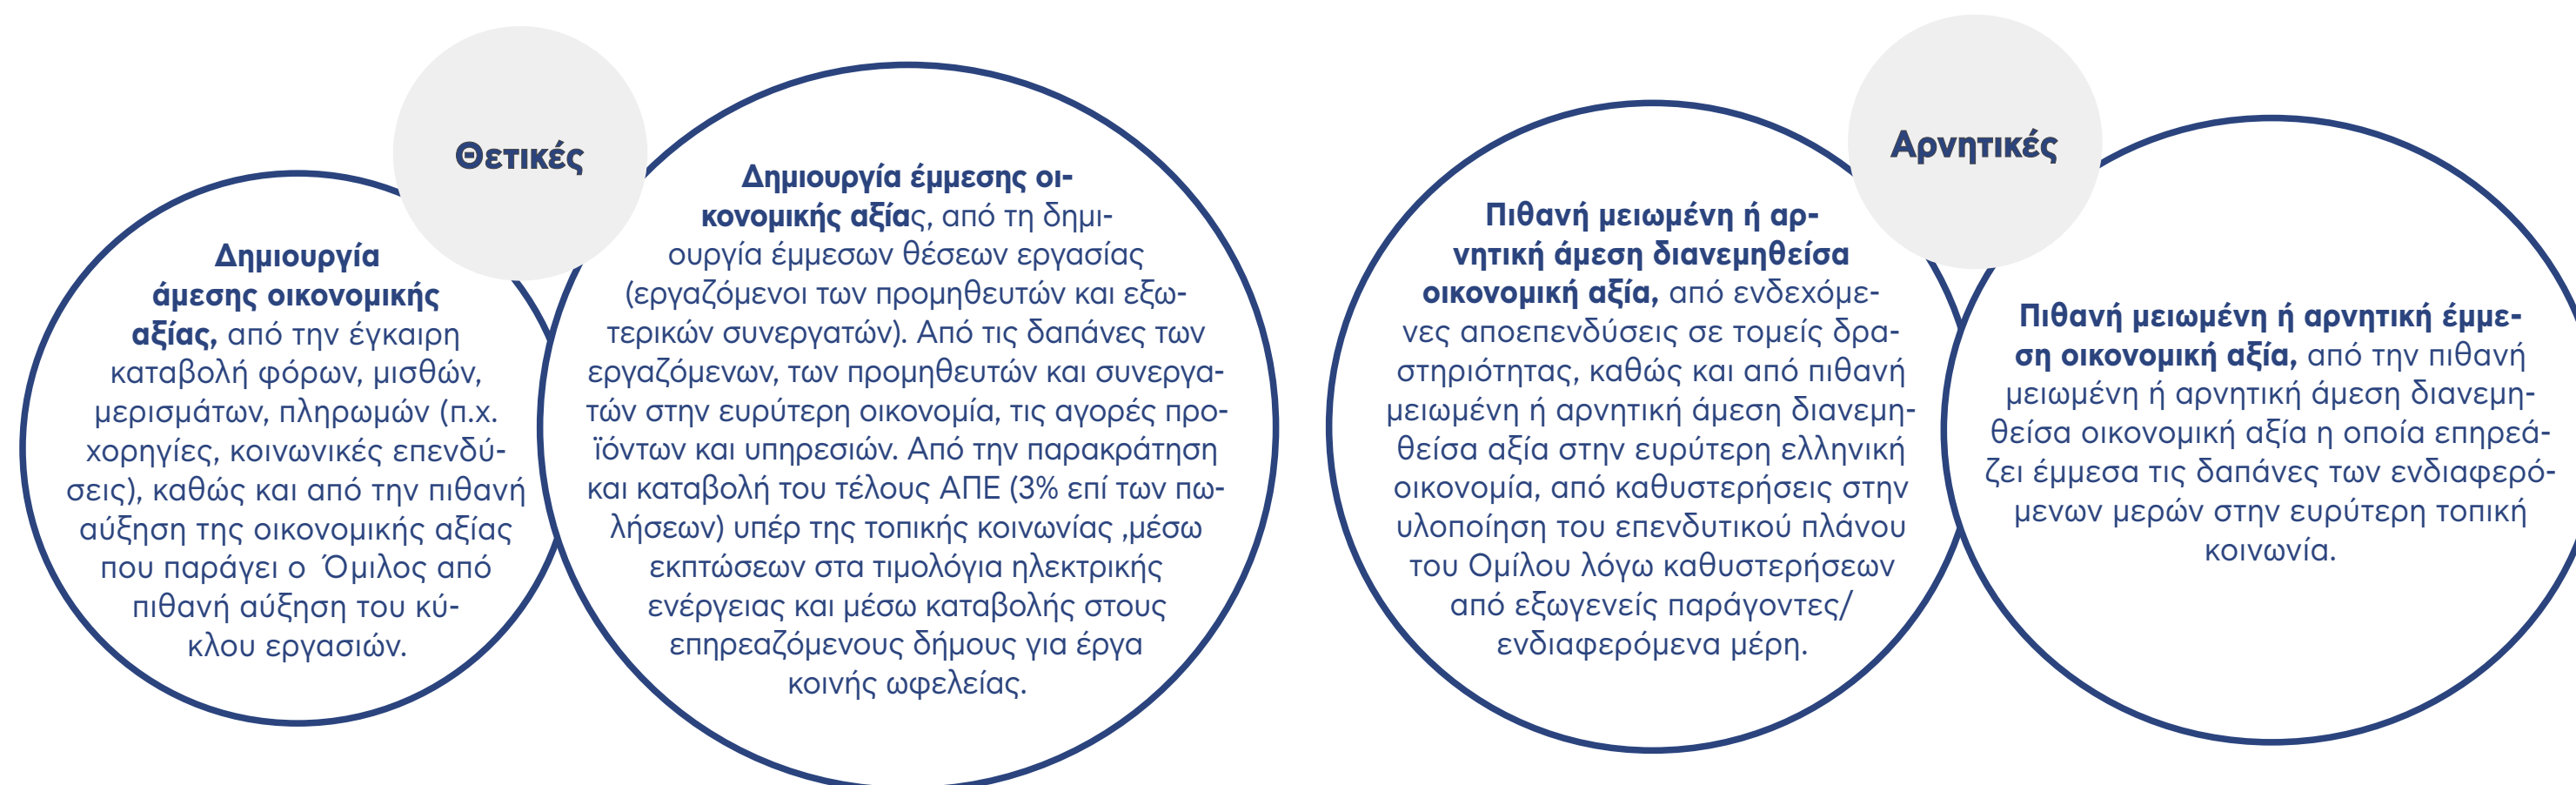 Θετικές
Δημιουργία
άμεσης οικονομικής
αξίας, από την έγκαιρη
καταβολή φόρων, μισθών,
μερισμάτων, πληρωμών (π.χ.
χορηγίες, κοινωνικές επενδύ-
σεις), καθώς και από την πιθανή
αύξηση της οικονομικής αξίας
που παράγει ο Όμιλος από
πιθανή αύξηση του κύ-
κλου εργασιών.
Δημιουργία έμμεσης οι-
κονομικής αξίας, από τη δημι-
ουργία έμμεσων θέσεων εργασίας
(εργαζόμενοι των προμηθευτών και εξω-
τερικών συνεργατών). Από τις δαπάνες των
εργαζόμενων, των προμηθευτών και συνεργα-
τών στην ευρύτερη οικονομία, τις αγορές προ-
ϊόντων και υπηρεσιών. Από την παρακράτηση
και καταβολή του τέλους ΑΠΕ (3% επί των πω-
λήσεων) υπέρ της τοπικής κοινωνίας ,μέσω
εκπτώσεων στα τιμολόγια ηλεκτρικής
ενέργειας και μέσω καταβολής στους
επηρεαζόμενους δήμους για έργα
κοινής ωφελείας.
Αρνητικές
Πιθανή μειωμένη ή αρ-
νητική άμεση διανεμηθείσα
οικονομική αξία, από ενδεχόμε-
νες αποεπενδύσεις σε τομείς δρα-
στηριότητας, καθώς και από πιθανή
μειωμένη ή αρνητική άμεση διανεμη-
θείσα αξία στην ευρύτερη ελληνική
οικονομία, από καθυστερήσεις στην
υλοποίηση του επενδυτικού πλάνου
του Ομίλου λόγω καθυστερήσεων
από εξωγενείς παράγοντες/
ενδιαφερόμενα μέρη.
Πιθανή μειωμένη ή αρνητική έμμε-
ση οικονομική αξία, από την πιθανή
μειωμένη ή αρνητική άμεση διανεμη-
θείσα οικονομική αξία η οποία επηρεά-
ζει έμμεσα τις δαπάνες των ενδιαφερό-
μενων μερών στην ευρύτερη τοπική
κοινωνία.